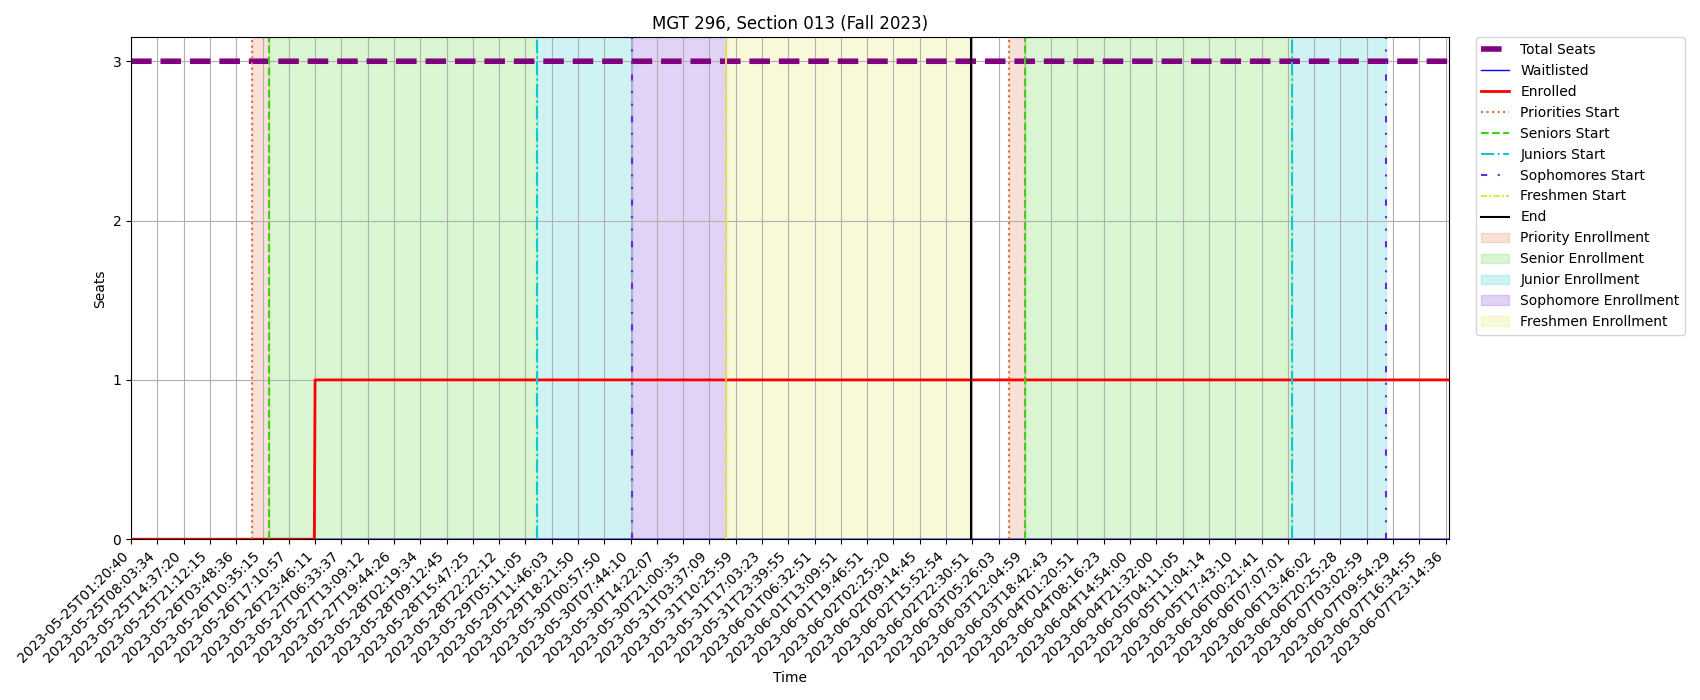 MGT 296, Section 013 (Fall 2023)
3
2
1
0
Seats
2023-05-25T01:20:40
2023-05-25T08:03:34
2023-05-25T14:37:20
2023-05-25T21:12:15
2023-05-26T03:48:36
2023-05-26T10:35:15
2023-05-26T17:10:57
2023-05-26T23:46:11
2023-05-27T06:33:37
2023-05-27T13:09:12
2023-05-27T19:44:26
2023-05-28T02:19:34
2023-05-28T09:12:45
2023-05-28T15:47:25
2023-05-28T22:22:12
2023-05-29T05:11:05
2023-05-29T11:46:03
2023-05-29T18:21:50
2023-05-30T00:57:50
2023-05-30T07:44:10
2023-05-30T14:22:07
2023-05-30T21:00:35
2023-05-31T03:37:09
2023-05-31T10:25:59
2023-05-31T17:03:23
2023-05-31T23:39:55
2023-06-01T06:32:51
2023-06-01T13:09:51
2023-06-01T19:46:51
2023-06-02T02:25:20
2023-06-02T09:14:45
2023-06-02T15:52:54
2023-06-02T22:30:51
2023-06-03T05:26:03
2023-06-03T12:04:59
2023-06-03T18:42:43
2023-06-04T01:20:51
2023-06-04T08:16:23
2023-06-04T14:54:00
2023-06-04T21:32:00
2023-06-05T04:11:05
2023-06-05T11:04:14
2023-06-05T17:43:10
2023-06-06T00:21:41
2023-06-06T07:07:01
2023-06-06T13:46:02
2023-06-06T20:25:28
2023-06-07T03:02:59
2023-06-07T09:54:29
2023-06-07T16:34:55
2023-06-07T23:14:36
Time
Total Seats
Waitlisted
Enrolled
Priorities Start
Seniors Start
Juniors Start
Sophomores Start
Freshmen Start
End
Priority Enrollment
Senior Enrollment
Junior Enrollment
Sophomore Enrollment
Freshmen Enrollment